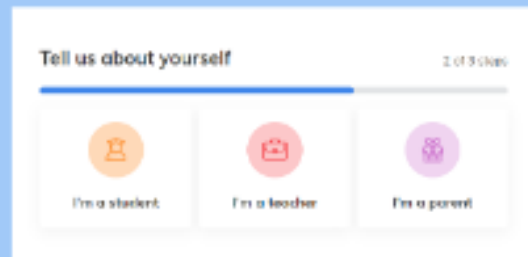 Tell us about yourself
2 of 3 steps
I'm a student
I'm a teacher
I'm a parent